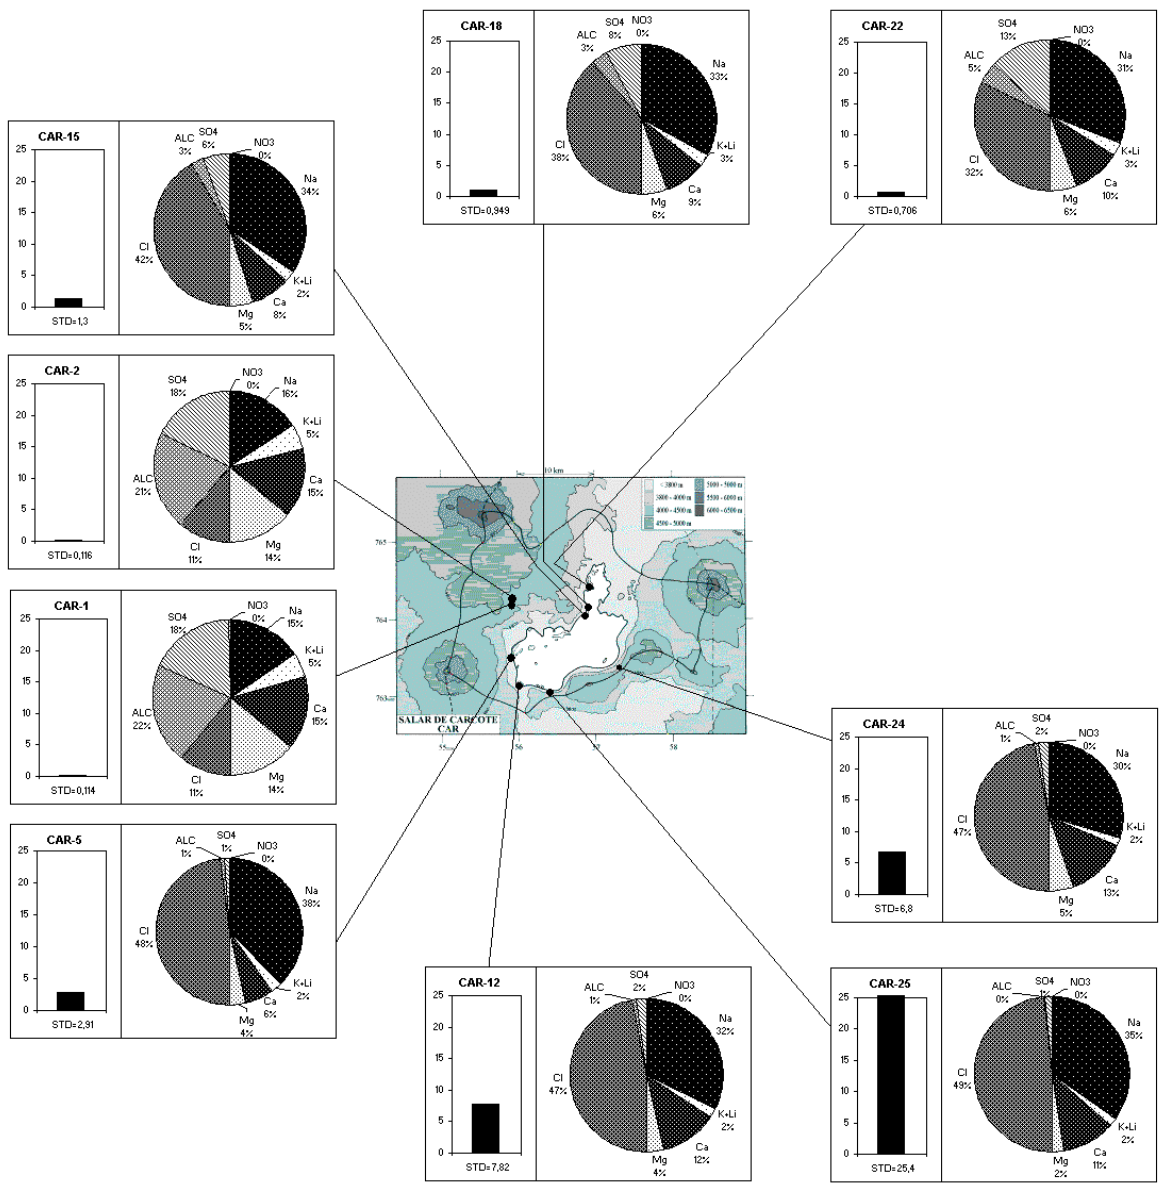 CAR-18
25
20
15
10
5
0
STD=0,949
SO4
8%
NO3
0%
ALC
3%
Na
33%
Cl
38%
K+Li
3%
Ca
9%
Mg
6%
CAR-22
25
20
15
10
5
0
STD=0,706
SO4
13%
NO3
0%
ALC
5%
Na
31%
Cl
32%
K+Li
3%
Ca
10%
Mg
6%
CAR-15
25
20
15
10
5
0
STD=1,3
ALC
3%
SO4
6%
NO3
0%
Na
34%
Cl
42%
K+Li
2%
Ca
8%
Mg
5%
CAR-2
25
20
15
10
5
0
STD=0,116
SO4
18%
NO3
0%
Na
16%
K+Li
5%
ALC
21%
Ca
15%
Cl
11%
Mg
14%
CAR-1
25
20
15
10
5
0
STD=0,114
SO4
18%
NO3
0%
Na
15%
K+Li
5%
ALC
22%
Ca
15%
Cl
11%
Mg
14%
CAR-5
25
20
15
10
5
0
STD=2,91
ALC
1%
SO4
1%
NO3
0%
Na
38%
Cl
48%
K+Li
2%
Ca
6%
Mg
4%
10 km
< 3800 m
3800 - 4000 m
4000 - 4500 m
4500 - 5000 m
5500 - 6000 m
6000 - 6500 m
765
764
763
SALAR DE CARCOTE
CAR
55
56
57
58
CAR-24
25
20
15
10
5
0
STD=6,8
ALC
1%
SO4
2%
NO3
0%
Na
30%
Cl
47%
K+Li
2%
Ca
13%
Mg
5%
CAR-12
25
20
15
10
5
0
STD=7,82
ALC
1%
SO4
2%
NO3
0%
Na
32%
Cl
47%
K+Li
2%
Ca
12%
Mg
4%
CAR-25
25
20
15
10
5
0
STD=25,4
ALC
0%
SO4
1%
NO3
0%
Na
35%
Cl
49%
K+Li
2%
Ca
11%
Mg
2%